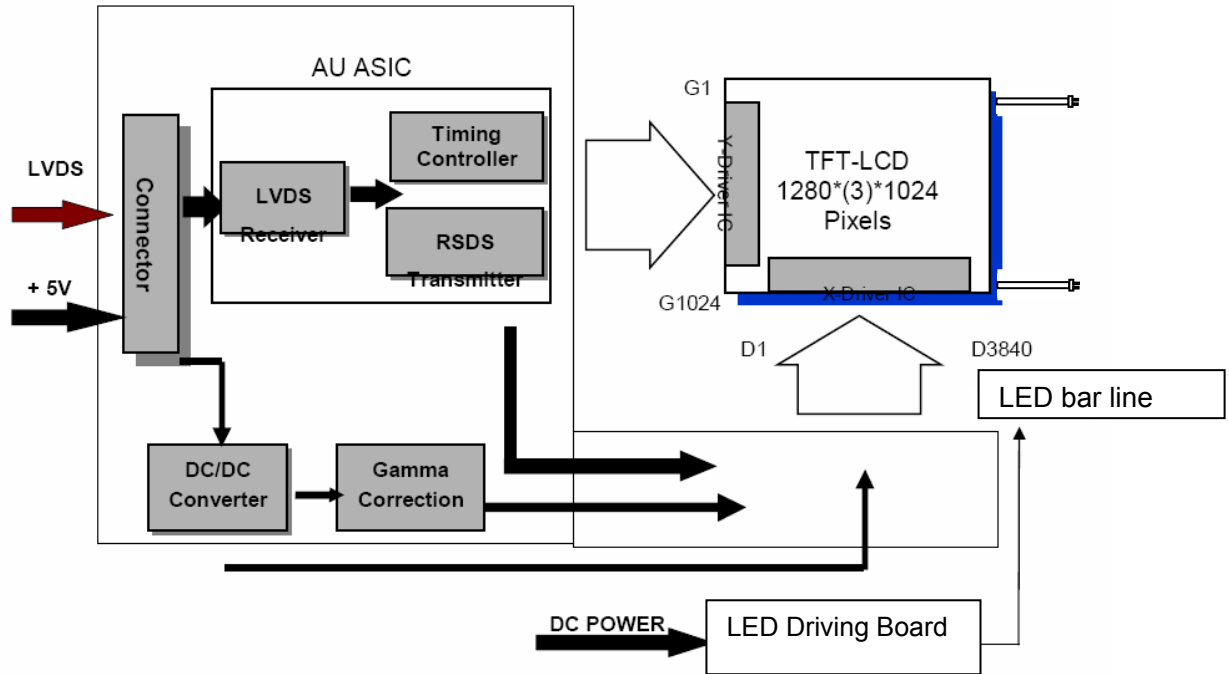 AU ASIC
G1
Timing
Controller
LVDS
Connector
LVDS
Receiver
RSDS
Transmitter
Y-Driver IC
TFT-LCD
1280*(3)*1024
Pixels
+ 5V
X-Driver IC
G1024
D1
D3840
LED bar line
DC/DC
Converter
Gamma
Correction
DC POWER
LED Driving Board